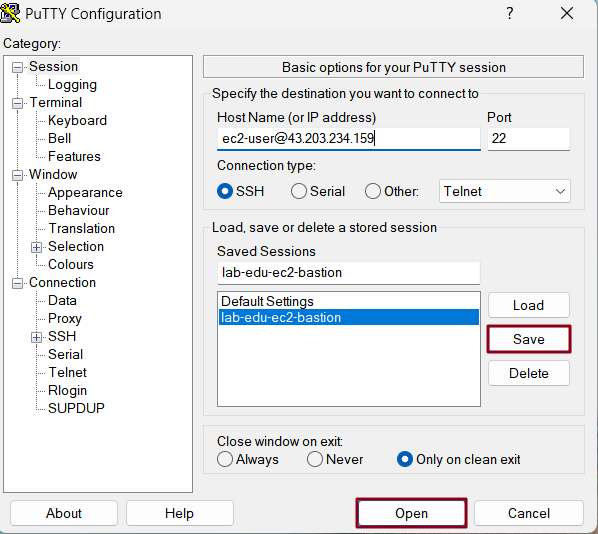 PuTTY Configuration
?
Category:
Session
Logging
Terminal
Keyboard
Bell
Features
Window
Appearance
Behaviour
Translation
Selection
Colours
Connection
Data
Proxy
SSH
Serial
Telnet
Rlogin
SUPDUP
Basic options for your PuTTY session
Specify the destination you want to connect to
Host Name (or IP address) Port
ec2-user@43.203.234.159 22
Connection type:
SSH Serial Other: Telnet
Load, save or delete a stored session
Saved Sessions
lab-edu-ec2-bastion
Default Settings
lab-edu-ec2-bastion
Load
Save
Delete
Close window on exit:
Always Never Only on clean exit
About Help Open Cancel